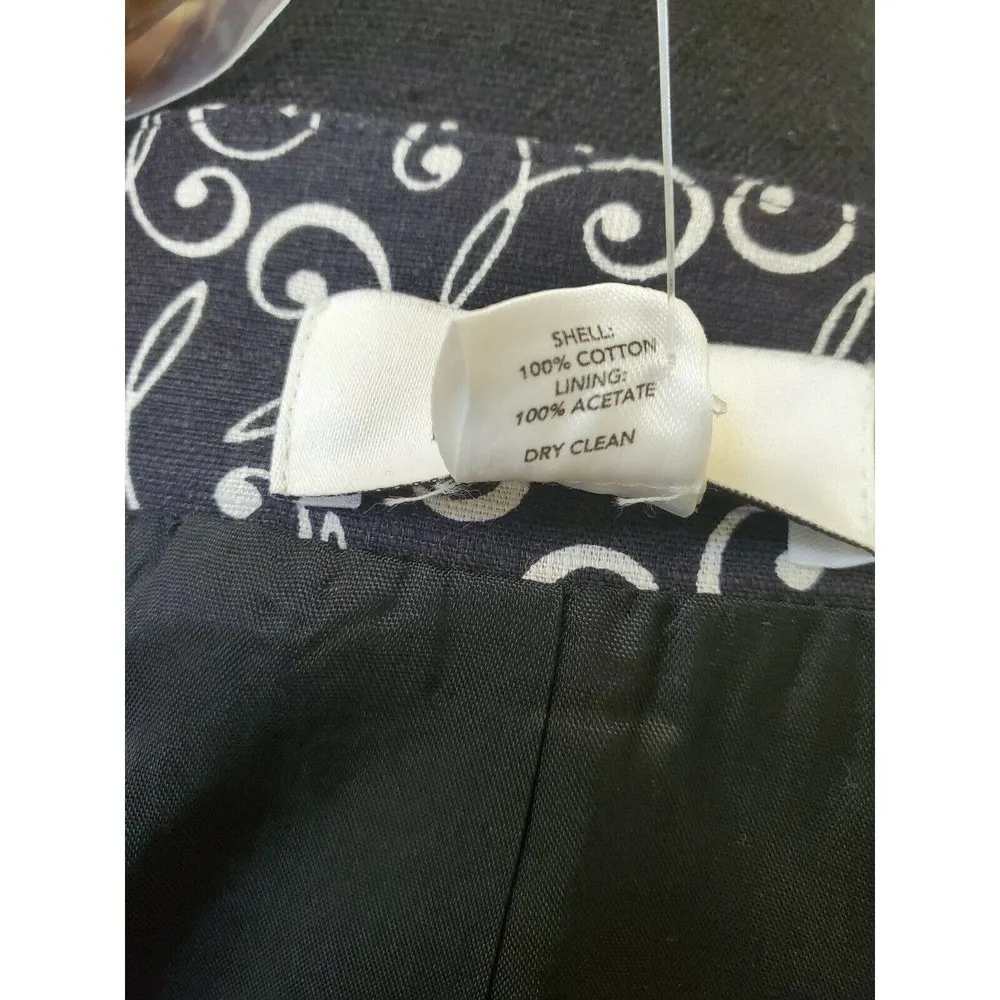 SHELL:
100% COTTON
LINING:
100% ACETATE
DRY CLEAN